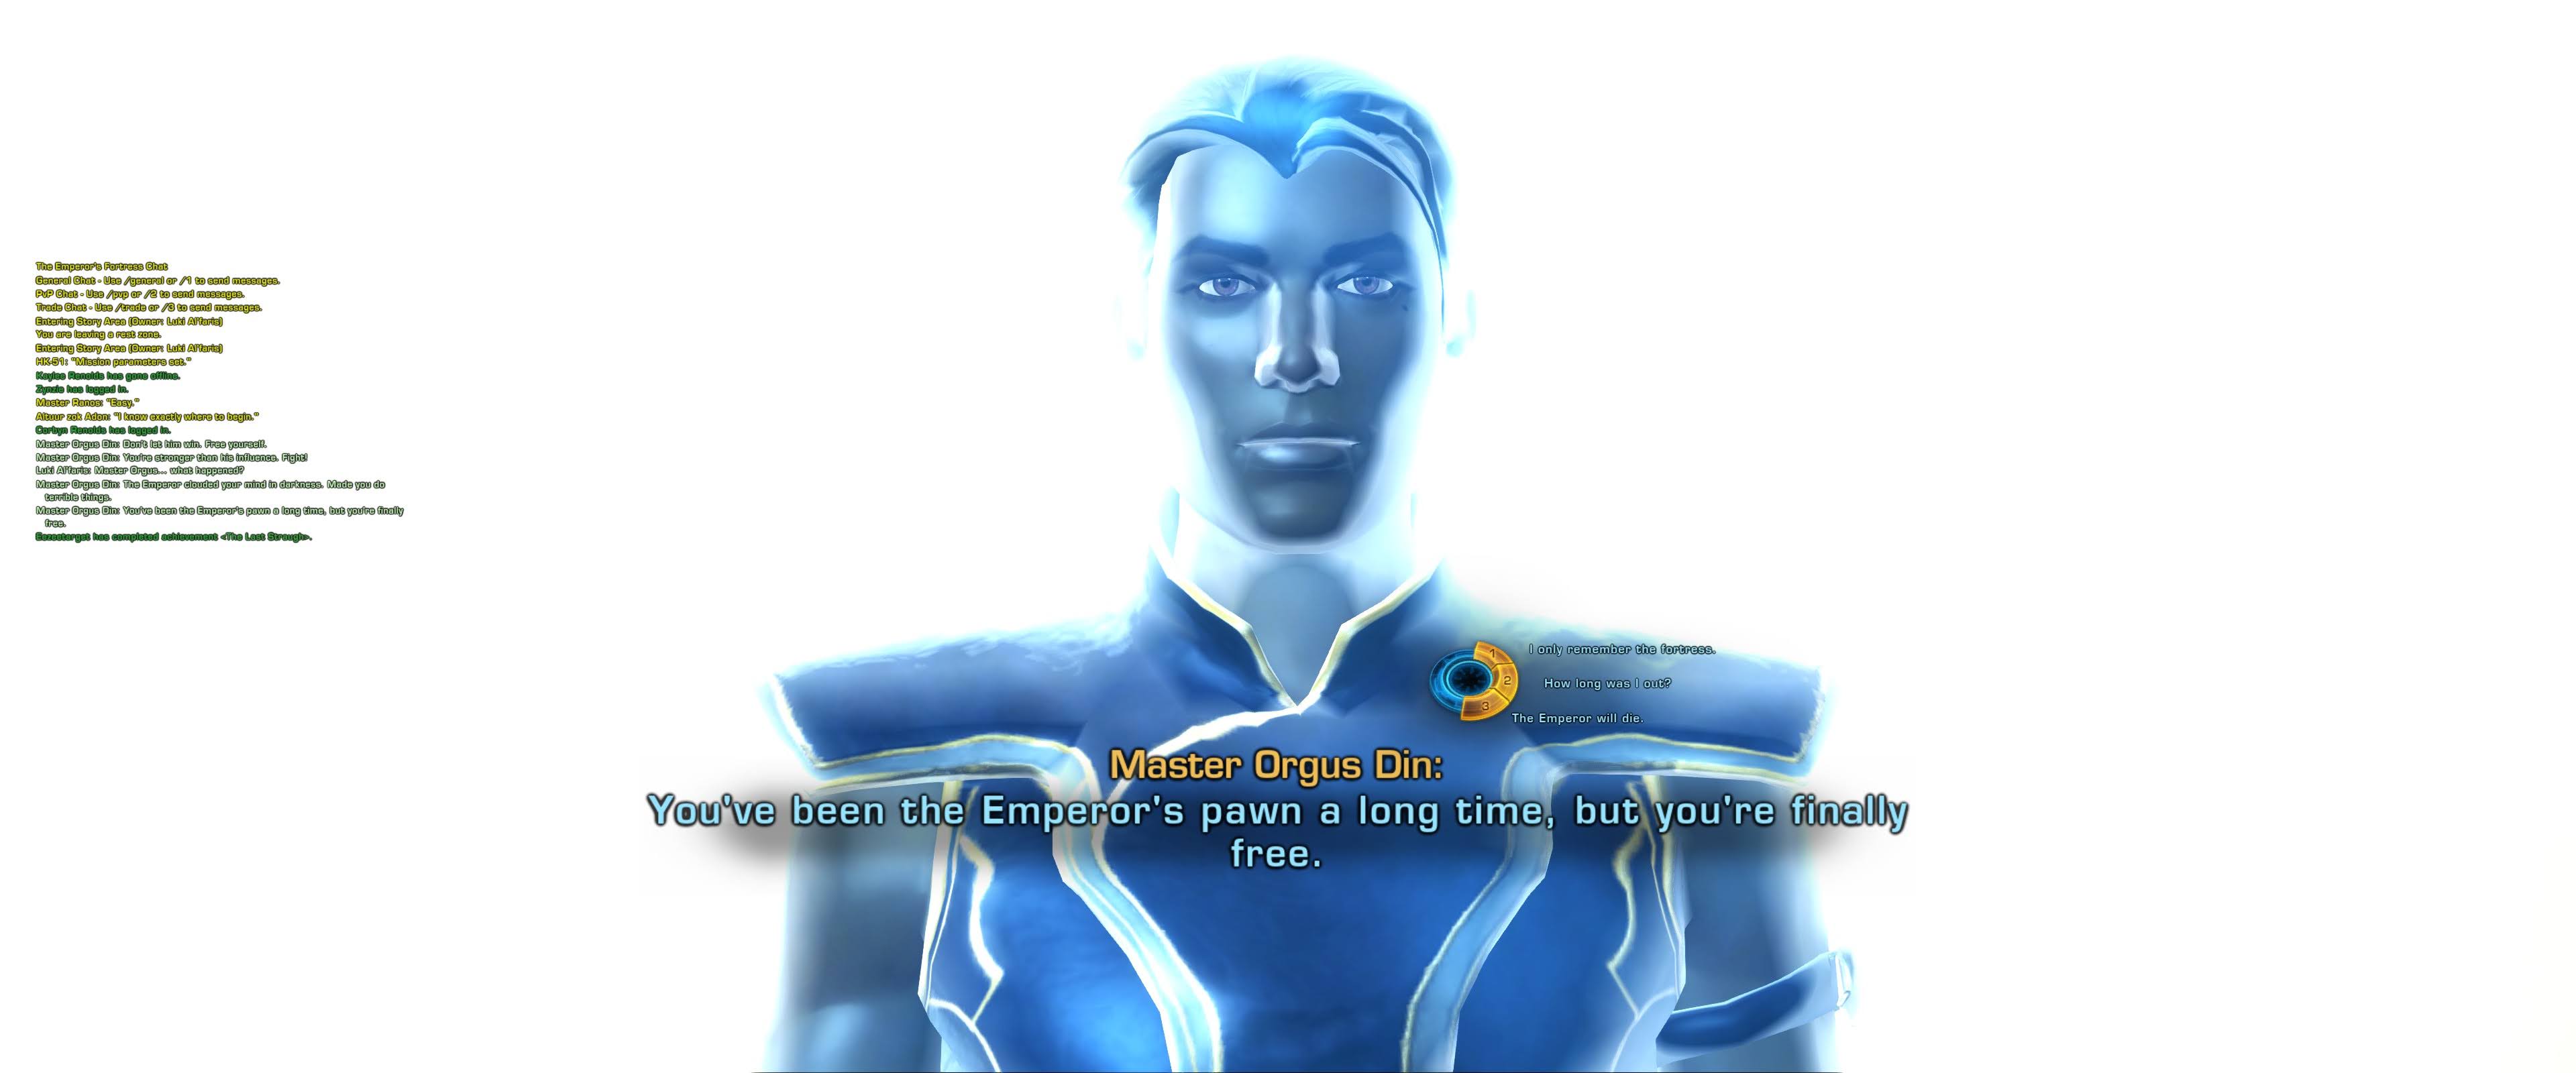 The Emperor's Fortress Chat
General Chat - Use /general or /1 to send messages.
PvP Chat - Use /pvp or /2 to send messages.
Trade Chat - Use /trade or /3 to send messages.
Entering Story Area (Owner: Luki Al'faris)
You are leaving a rest zone.
Entering Story Area (Owner: Luki Al'faris)
HK-51: "Mission parameters set."
Kaylee Renolds has gone offline.
Zynzie has logged in.
Master Ranos: "Easy."
Altuur zok Adon: "I know exactly where to begin."
Corbyn Renolds has logged in.
Master Orgus Din: Don't let him win. Free yourself.
Master Orgus Din: You're stronger than his influence. Fight!
Luki Al'faris: Master Orgus... what happened?
Master Orgus Din: The Emperor clouded your mind in darkness. Made you do
terrible things.
Master Orgus Din: You've been the Emperor's pawn a long time, but you're finally
free.
has completed achievement <The Last Straugh>.
1 I only remember the fortress.
2 How long was I out?
3 The Emperor will die.
Master Orgus Din:
You've been the Emperor's pawn a long time, but you're finally
free.